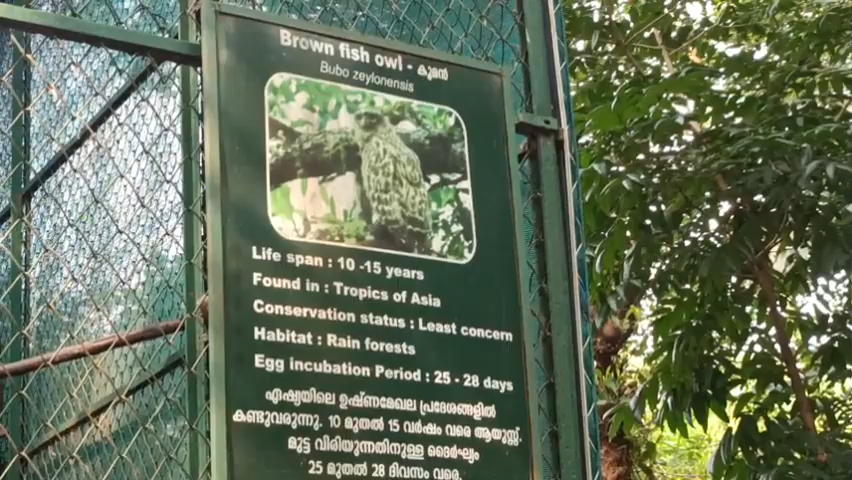 Brown fish owl - കൂമൻ
Bubo zeylonensis
Life span : 10 -15 years
Found in : Tropics of Asia
Conservation status : Least concern
Habitat : Rain forests
Egg incubation Period : 25 - 28 days
ഏഷ്യയിലെ ഉഷ്ണമേഖല പ്രദേശങ്ങളിൽ
കണ്ടുവരുന്നു. 10 മുതൽ 15 വർഷം വരെ ആയുസ്സ്.
മുട്ട വിരിയുന്നതിനുള്ള ദൈർഘ്യം
25 മുതൽ 28 ദിവസം വരെ.